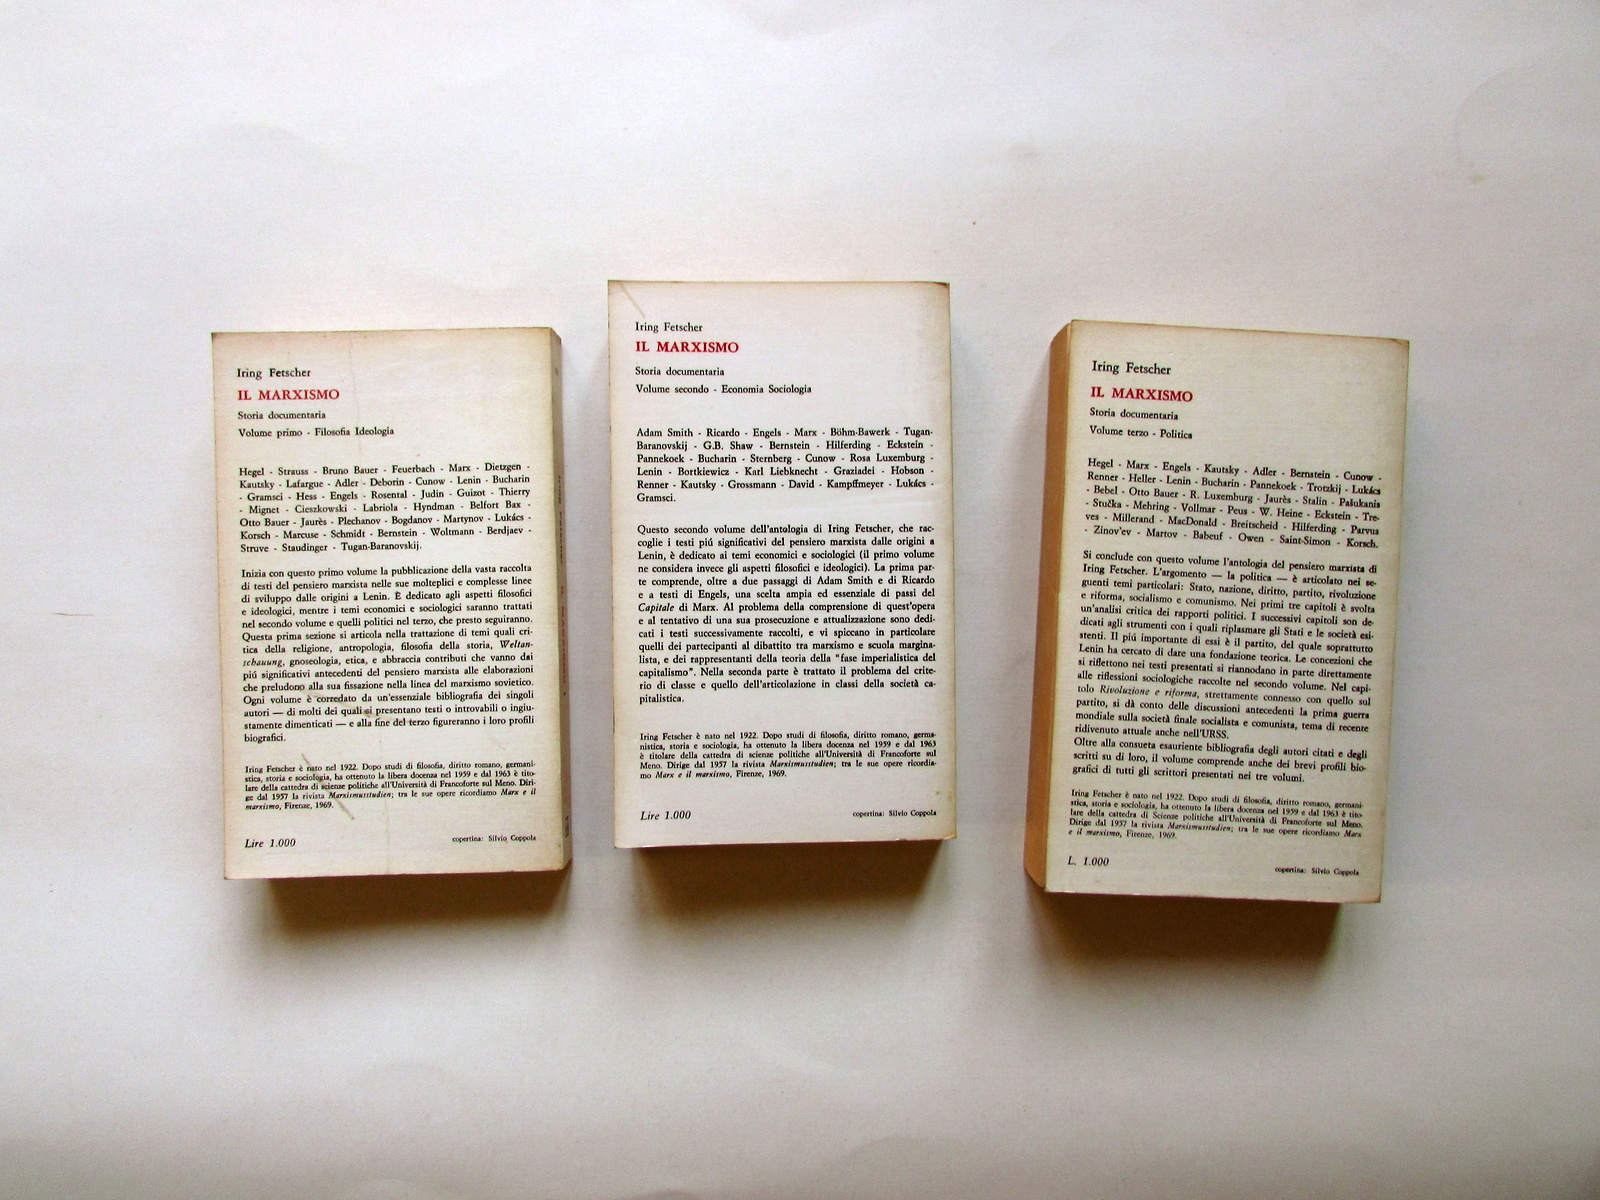 Iring Fetscher
IL MARXISMO
Storia documentaria
Volume primo - Filosofia Ideologia
Hegel - Strauss - Bruno Bauer - Feuerbach - Marx - Dietzgen -
Kautsky - Lafargue - Adler - Deborin - Cunow - Lenin - Bucharin
- Gramsci - Hess - Engels - Rosental - Judin - Guizot - Thierry
- Mignet - Cieszkowski - Labriola - Hyndman - Belfort Bax -
Otto Bauer - Jaurès - Plechanov - Bogdanov - Martynov - Lukács -
Korsch - Marcuse - Schmidt - Bernstein - Woltmann - Berdjaev -
Struve - Staudinger - Tugan-Baranovskij.
Inizia con questo primo volume la pubblicazione della vasta raccolta
di testi del pensiero marxista nelle sue molteplici e complesse linee
di sviluppo dalle origini a Lenin. È dedicato agli aspetti filosofici
e ideologici, mentre i temi economici e sociologici saranno trattati
nel secondo volume e quelli politici nel terzo, che presto seguiranno.
Questa prima sezione si articola nella trattazione di temi quali cri-
tica della religione, antropologia, filosofia della storia, Weltan-
schauung, gnoseologia, etica, e abbraccia contributi che vanno dai
piú significativi antecedenti del pensiero marxista alle elaborazioni
che preludono alla sua fissazione nella linea del marxismo sovietico.
Ogni volume è corredato da un'essenziale bibliografia dei singoli
autori — di molti dei quali si presentano testi o introvabili o ingiu-
stamente dimenticati — e alla fine del terzo figureranno i loro profili
biografici.
Iring Fetscher è nato nel 1922. Dopo studi di filosofia, diritto romano, germani-
stica, storia e sociologia, ha ottenuto la libera docenza nel 1959 e dal 1963 è tito-
lare della cattedra di scienze politiche all'Università di Francoforte sul Meno. Diri-
ge dal 1957 la rivista Marxismusstudien; tra le sue opere ricordiamo Marx e il
marxismo, Firenze, 1969.
Lire 1.000
copertina: Silvio Coppola
Iring Fetscher
IL MARXISMO
Storia documentaria
Volume secondo - Economia Sociologia
Adam Smith - Ricardo - Engels - Marx - Böhm-Bawerk - Tugan-
Baranovskij - G.B. Shaw - Bernstein - Hilferding - Eckstein -
Pannekoek - Bucharin - Sternberg - Cunow - Rosa Luxemburg -
Lenin - Bortkiewicz - Karl Liebknecht - Graziadei - Hobson -
Renner - Kautsky - Grossmann - David - Kampffmeyer - Lukács -
Gramsci.
Questo secondo volume dell'antologia di Iring Fetscher, che rac-
coglie i testi piú significativi del pensiero marxista dalle origini a
Lenin, è dedicato ai temi economici e sociologici (il primo volume
ne considera invece gli aspetti filosofici e ideologici). La prima par-
te comprende, oltre a due passaggi di Adam Smith e di Ricardo
e a testi di Engels, una scelta ampia ed essenziale di passi del
Capitale di Marx. Al problema della comprensione di quest'opera
e al tentativo di una sua prosecuzione e attualizzazione sono dedi-
cati i testi successivamente raccolti, e vi spiccano in particolare
quelli dei partecipanti al dibattito tra marxismo e scuola margina-
lista, e dei rappresentanti della teoria della "fase imperialistica del
capitalismo". Nella seconda parte è trattato il problema del crite-
rio di classe e quello dell'articolazione in classi della società ca-
pitalistica.
Iring Fetscher è nato nel 1922. Dopo studi di filosofia, diritto romano, germa-
nistica, storia e sociologia, ha ottenuto la libera docenza nel 1959 e dal 1963
è titolare della cattedra di scienze politiche all'Università di Francoforte sul
Meno. Dirige dal 1957 la rivista Marxismusstudien; tra le sue opere ricordia-
mo Marx e il marxismo, Firenze, 1969.
Lire 1.000
copertina: Silvio Coppola
Iring Fetscher
IL MARXISMO
Storia documentaria
Volume terzo - Politica
Hegel - Marx - Engels - Kautsky - Adler - Bernstein - Cunow -
Renner - Heller - Lenin - Bucharin - Pannekoek - Trotzkij - Lukács
- Bebel - Otto Bauer - R. Luxemburg - Jaurès - Stalin - Pašukanis
- Stučka - Mehring - Vollmar - Peus - W. Heine - Eckstein - Tre-
ves - Millerand - MacDonald - Breitscheid - Hilferding - Parvus
- Zinov'ev - Martov - Babeuf - Owen - Saint-Simon - Korsch.
Si conclude con questo volume l'antologia del pensiero marxista di
Iring Fetscher. L'argomento — la politica — è articolato nei se-
guenti temi particolari: Stato, nazione, diritto, partito, rivoluzione
e riforma, socialismo e comunismo. Nei primi tre capitoli è svolta
un'analisi critica dei rapporti politici. I successivi capitoli son de-
dicati agli strumenti con i quali riplasmare gli Stati e le società esi-
stenti. Il piú importante di essi è il partito, del quale soprattutto
Lenin ha cercato di dare una fondazione teorica. Le concezioni che
si riflettono nei testi presentati si riannodano in parte direttamente
alle riflessioni sociologiche raccolte nel secondo volume. Nel capi-
tolo Rivoluzione e riforma, strettamente connesso con quello sul
partito, si dà conto delle discussioni antecedenti la prima guerra
mondiale sulla società finale socialista e comunista, tema di recente
ridivenuto attuale anche nell'URSS.
Oltre alla consueta esauriente bibliografia degli autori citati e degli
scritti su di loro, il volume comprende anche dei brevi profili bio-
grafici di tutti gli scrittori presentati nei tre volumi.
Iring Fetscher è nato nel 1922. Dopo studi di filosofia, diritto romano, germani-
stica, storia e sociologia, ha ottenuto la libera docenza nel 1959 e dal 1963 è tito-
lare della cattedra di Scienze politiche all'Università di Francoforte sul Meno.
Dirige dal 1957 la rivista Marxismusstudien; tra le sue opere ricordiamo Marx
e il marxismo, Firenze, 1969.
L. 1.000
copertina: Silvio Coppola